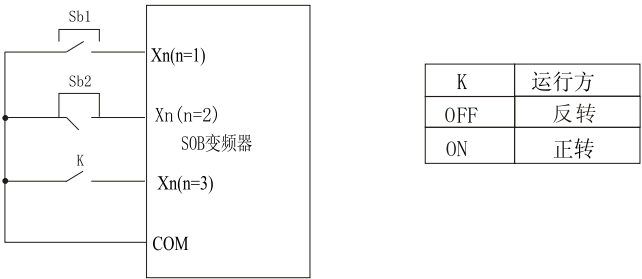 Sb1
Xn(n=1)
Sb2
Xn(n=2)
SOB变频器
K
Xn(n=3)
COM
K 运行方
OFF 反转
ON 正转